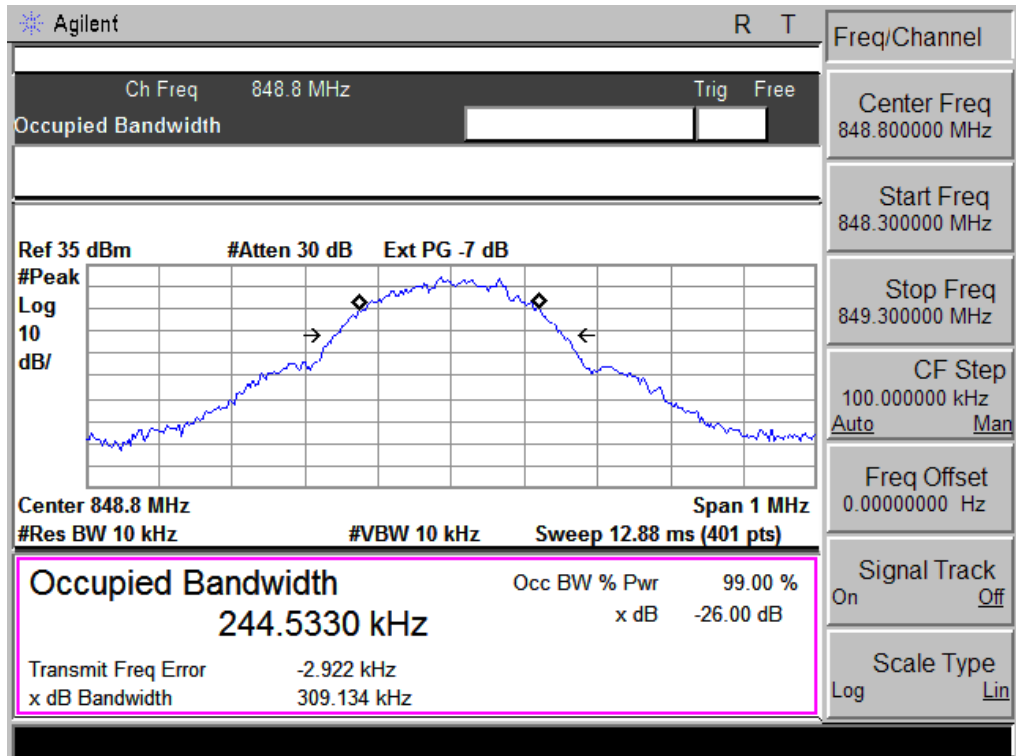 Agilent R T
Ch Freq 848.8 MHz Trig Free
Occupied Bandwidth
Ref 35 dBm #Atten 30 dB Ext PG -7 dB
#Peak
Log
10
dB/
Center 848.8 MHz Span 1 MHz
#Res BW 10 kHz #VBW 10 kHz Sweep 12.88 ms (401 pts)
Occupied Bandwidth Occ BW % Pwr 99.00 %
244.5330 kHz x dB -26.00 dB
Transmit Freq Error -2.922 kHz
x dB Bandwidth 309.134 kHz
Freq/Channel
Center Freq
848.800000 MHz
Start Freq
848.300000 MHz
Stop Freq
849.300000 MHz
CF Step
100.000000 kHz
Auto Man
Freq Offset
0.00000000 Hz
Signal Track
On Off
Scale Type
Log Lin